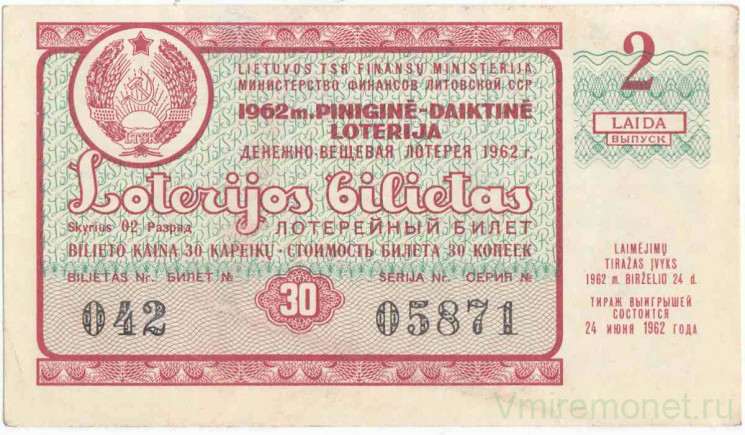 LTSR
LIETUVOS TSR FINANSŲ MINISTERIJA
МИНИСТЕРСТВО ФИНАНСОВ ЛИТОВСКОЙ ССР
1962 m. PINIGINĖ-DAIKTINĖ
LOTERIJA
ДЕНЕЖНО-ВЕЩЕВАЯ ЛОТЕРЕЯ 1962 г.
Loterijos bilietas
Skyrius 02 Разряд
ЛОТЕРЕЙНЫЙ БИЛЕТ
BILIETO KAINA 30 KAPEIKŲ · СТОИМОСТЬ БИЛЕТА 30 КОПЕЕК
BILIETAS Nr. БИЛЕТ № SERIJA Nr. СЕРИЯ №
042 30 05871
2
LAIDA
ВЫПУСК
LAIMĖJIMŲ
TIRAŽAS ĮVYKS
1962 m. BIRŽELIO 24 d.
ТИРАЖ ВЫИГРЫШЕЙ
СОСТОИТСЯ
24 ИЮНЯ 1962 ГОДА
Vmiremonet.ru